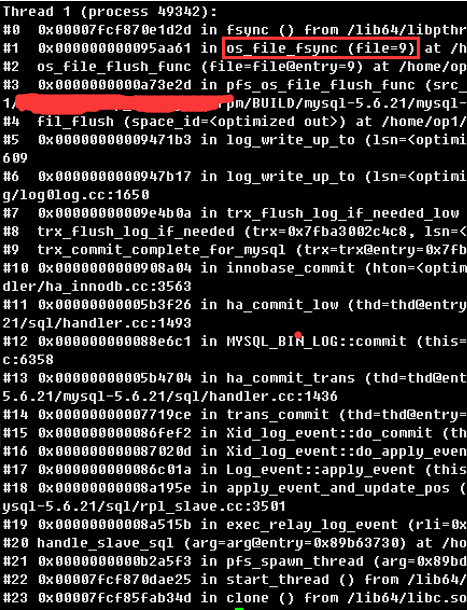 Thread 1 (process 49342):
#0 0x00007fcf870e1d2d in fsync () from /lib64/libpthr
#1 0x000000000095aa61 in os_file_fsync (file=9) at /h
#2 os_file_flush_func (file=file@entry=9) at /home/op
#3 0x0000000000a73e2d in pfs_os_file_flush_func (src_
1/ pm/BUILD/mysql-5.6.21/mysql-
#4 fil_flush (space_id=<optimized out>) at /home/op1/
#5 0x00000000009471b3 in log_write_up_to (lsn=<optimi
609
#6 0x0000000000947b17 in log_write_up_to (lsn=<optimi
g/log0log.cc:1650
#7 0x00000000009e4b0a in trx_flush_log_if_needed_low
#8 trx_flush_log_if_needed (trx=0x7fba3002c4c8, lsn=<
#9 trx_commit_complete_for_mysql (trx=trx@entry=0x7fb
#10 0x0000000000908a04 in innobase_commit (hton=<optim
dler/ha_innodb.cc:3563
#11 0x00000000005b3f26 in ha_commit_low (thd=thd@entry
21/sql/handler.cc:1493
#12 0x000000000088e6c1 in MYSQL_BIN_LOG::commit (this=
c:6358
#13 0x00000000005b4704 in ha_commit_trans (thd=thd@ent
5.6.21/mysql-5.6.21/sql/handler.cc:1436
#14 0x00000000007719ce in trans_commit (thd=thd@entry=
#15 0x000000000086fef2 in Xid_log_event::do_commit (th
#16 0x000000000087020d in Xid_log_event::do_apply_even
#17 0x000000000086c01a in Log_event::apply_event (this
#18 0x00000000008a195e in apply_event_and_update_pos (
ysql-5.6.21/sql/rpl_slave.cc:3501
#19 0x00000000008a515b in exec_relay_log_event (rli=0x
#20 handle_slave_sql (arg=arg@entry=0x89b63730) at /ho
#21 0x0000000000b2a5f3 in pfs_spawn_thread (arg=0x89bd
#22 0x00007fcf870dae25 in start_thread () from /lib64/
#23 0x00007fcf85fab34d in clone () from /lib64/libc.so